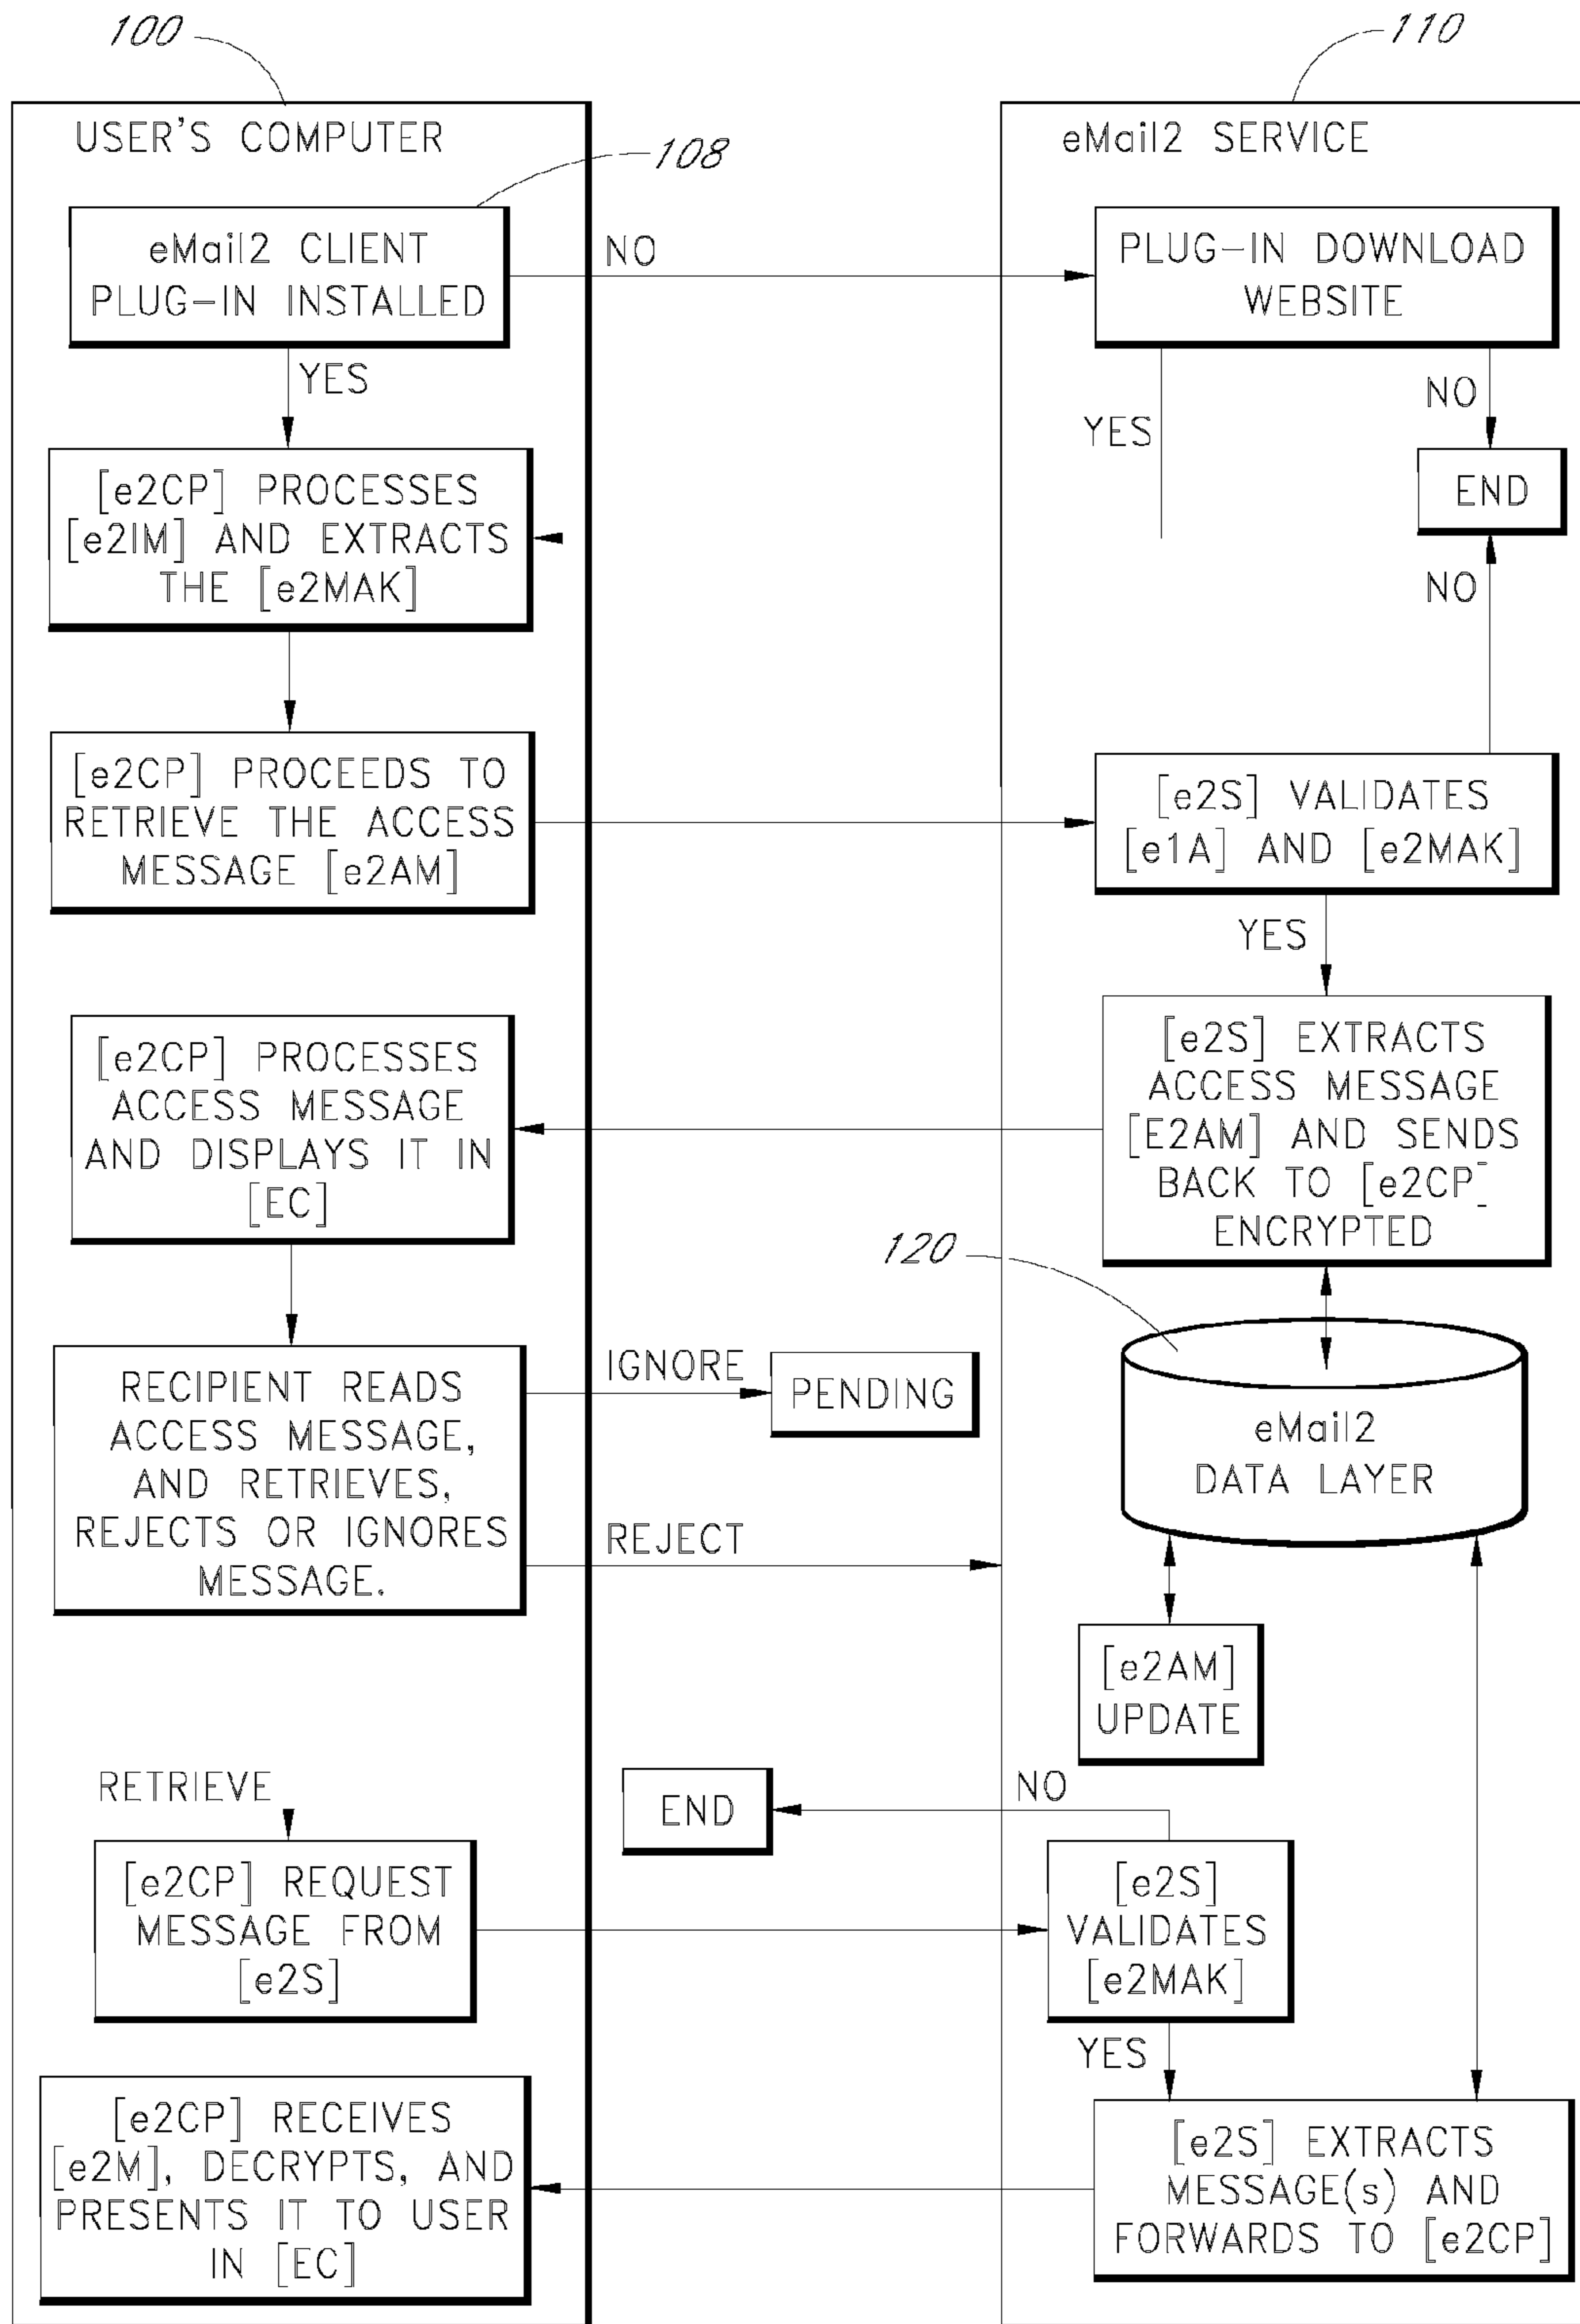 100
110
USER'S COMPUTER
108
eMail2 SERVICE
eMail2 CLIENT
PLUG-IN INSTALLED
NO
PLUG-IN DOWNLOAD
WEBSITE
YES
YES
NO
END
[e2CP] PROCESSES
[e2IM] AND EXTRACTS
THE [e2MAK]
NO
[e2CP] PROCEEDS TO
RETRIEVE THE ACCESS
MESSAGE [e2AM]
[e2S] VALIDATES
[e1A] AND [e2MAK]
YES
[e2CP] PROCESSES
ACCESS MESSAGE
AND DISPLAYS IT IN
[EC]
[e2S] EXTRACTS
ACCESS MESSAGE
[E2AM] AND SENDS
BACK TO [e2CP]
ENCRYPTED
120
RECIPIENT READS
ACCESS MESSAGE,
AND RETRIEVES,
REJECTS OR IGNORES
MESSAGE.
IGNORE
PENDING
REJECT
eMail2
DATA LAYER
[e2AM]
UPDATE
RETRIEVE
END
NO
[e2CP] REQUEST
MESSAGE FROM
[e2S]
[e2S]
VALIDATES
[e2MAK]
YES
[e2CP] RECEIVES
[e2M], DECRYPTS, AND
PRESENTS IT TO USER
IN [EC]
[e2S] EXTRACTS
MESSAGE(s) AND
FORWARDS TO [e2CP]